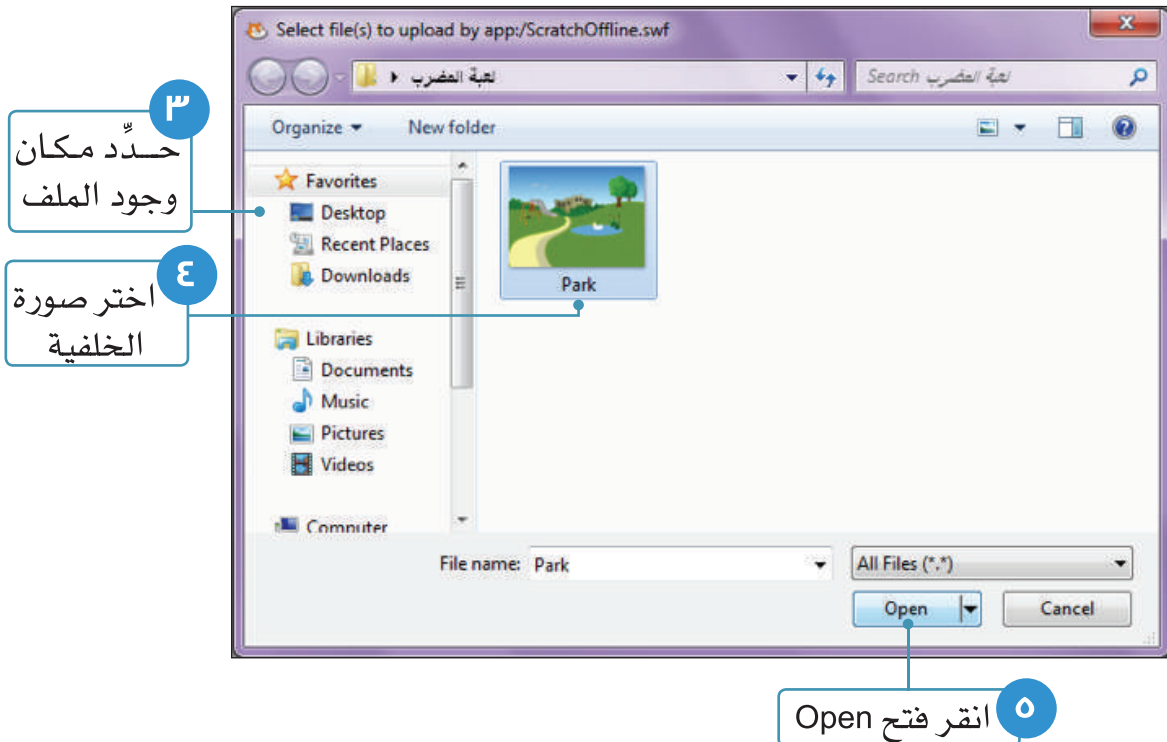 Select file(s) to upload by app:/ScratchOffline.swf
لعبة المضرب
Search لعبة المضرب
Organize
New folder
٣
حــدِّد مكان
وجود الملف
Favorites
Desktop
Recent Places
Downloads
Park
٤
اختر صورة
الخلفية
Libraries
Documents
Music
Pictures
Videos
Computer
File name: Park
All Files (*.*)
Open
Cancel
٥
انقر فتح Open